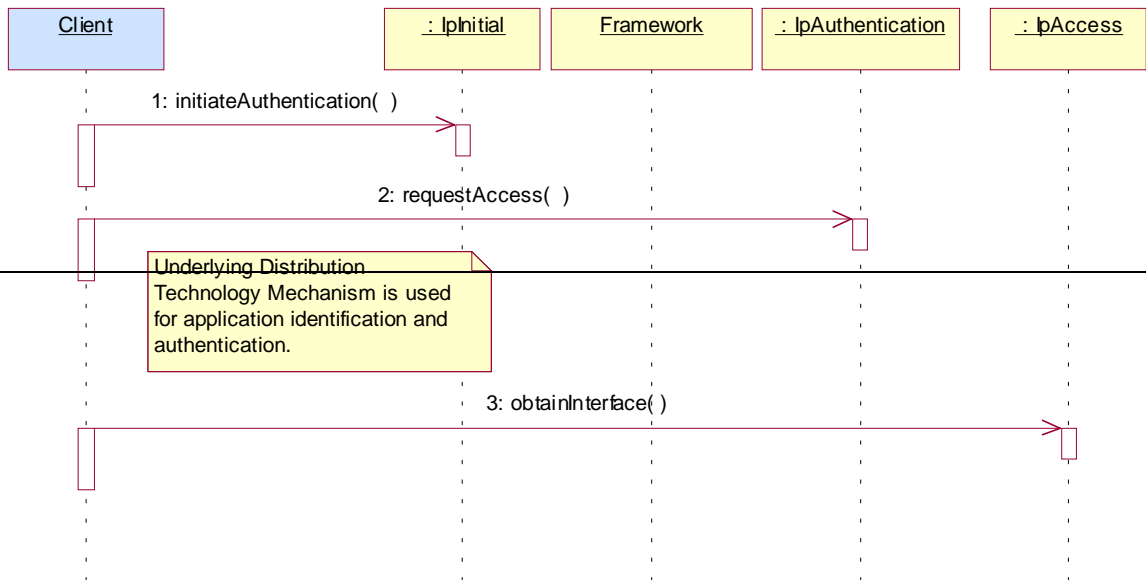 Client
: IpInitial
Framework
: IpAuthentication
: IpAccess
1: initiateAuthentication( )
2: requestAccess( )
Underlying Distribution
Technology Mechanism is used
for application identification and
authentication.
3: obtainInterface( )